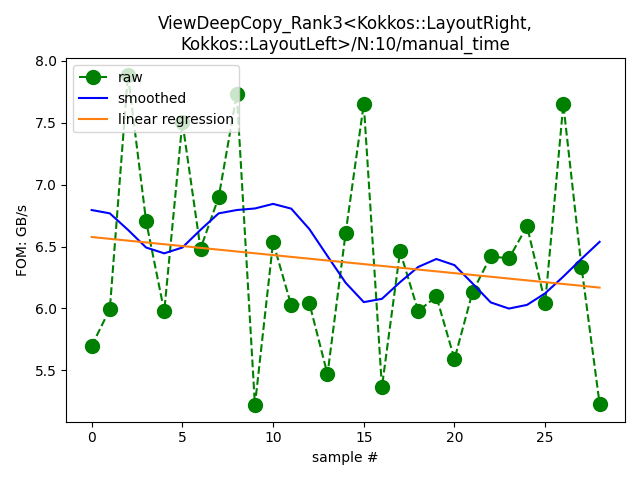 ViewDeepCopy_Rank3<Kokkos::LayoutRight,
Kokkos::LayoutLeft>/N:10/manual_time
raw
smoothed
linear regression
FOM: GB/s
8.0
7.5
7.0
6.5
6.0
5.5
0 5 10 15 20 25
sample #